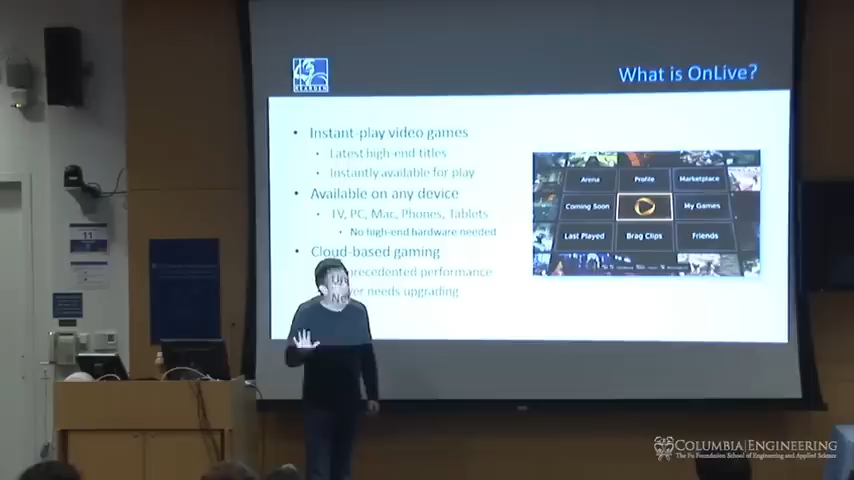 What is OnLive?
REARDEN
• Instant-play video games
• Latest high-end titles
• Instantly available for play
• Available on any device
• TV, PC, Mac, Phones, Tablets
• No high-end hardware needed
• Cloud-based gaming
Unprecedented performance
Never needs upgrading
Arena Profile Marketplace
Coming Soon My Games
Last Played Brag Clips Friends
11
COLUMBIA|ENGINEERING
The Fu Foundation School of Engineering and Applied Science